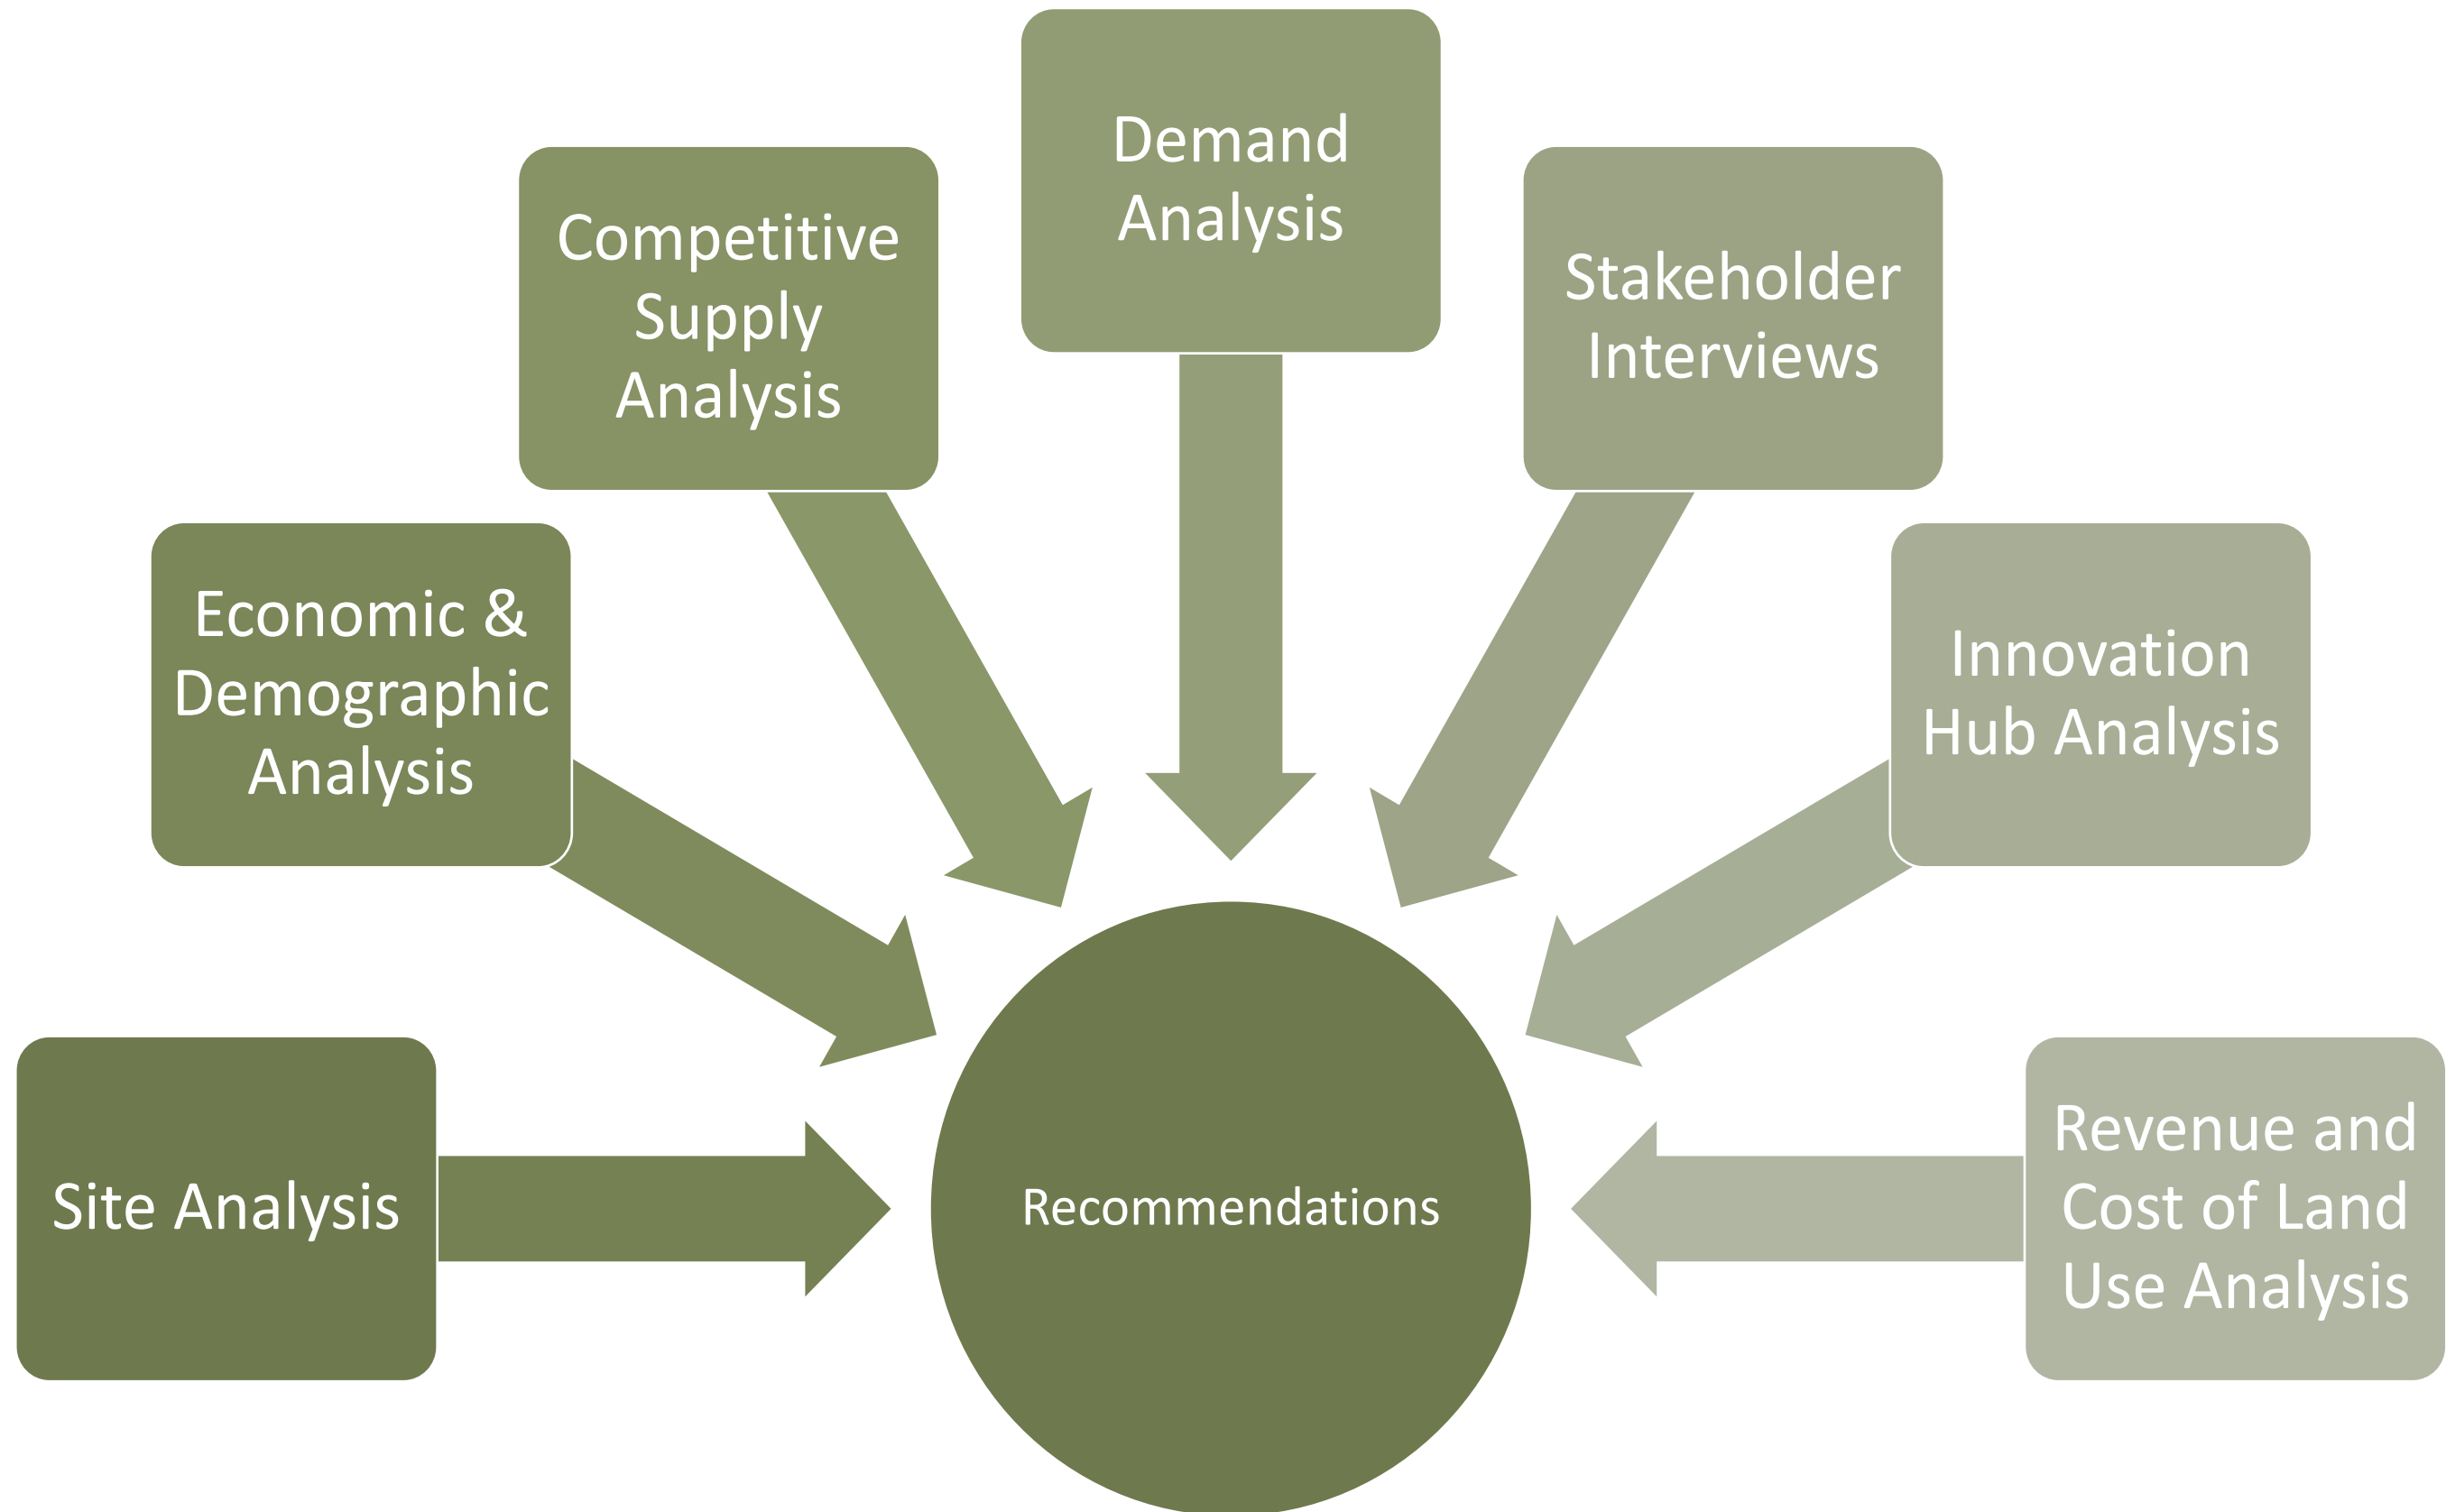 Demand
Analysis
Competitive
Supply
Analysis
Stakeholder
Interviews
Economic &
Demographic
Analysis
Innovation
Hub Analysis
Site Analysis
Recommendations
Revenue and
Cost of Land
Use Analysis